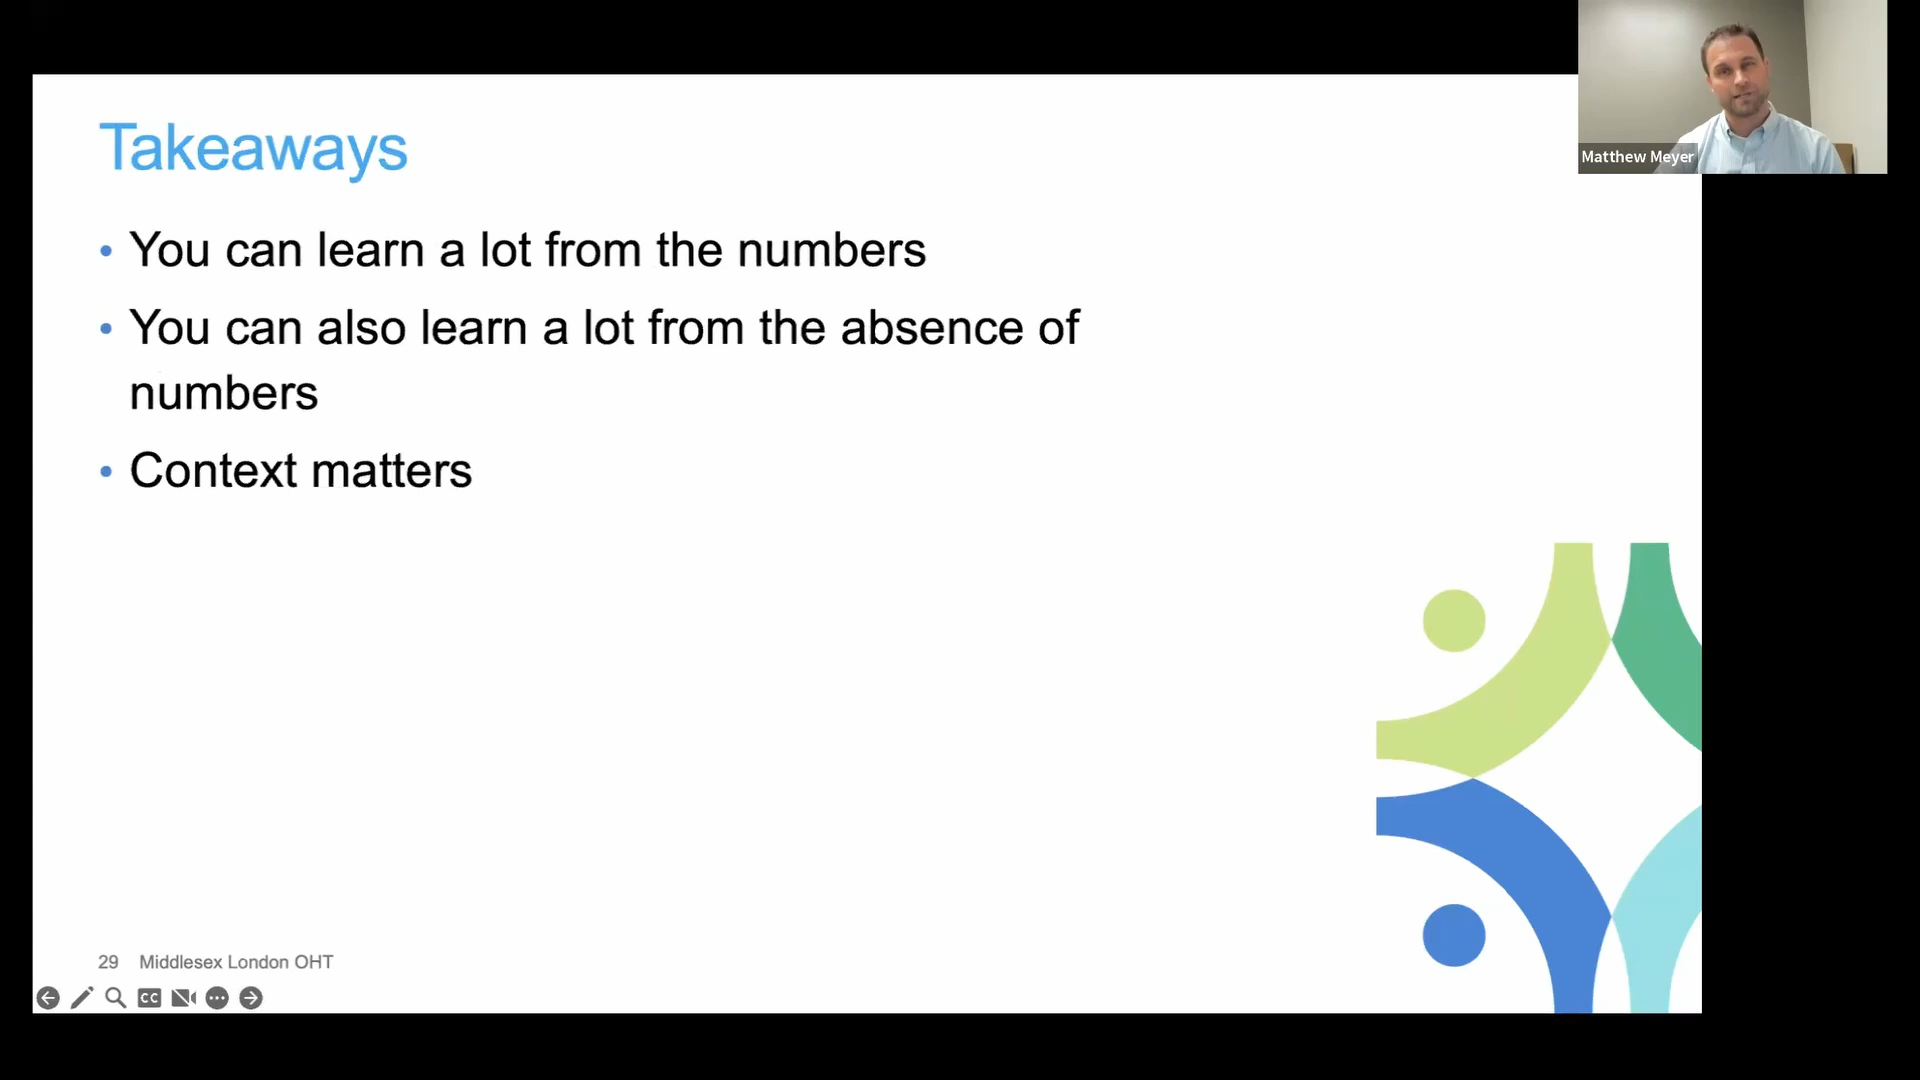 Matthew Meyer
Takeaways
• You can learn a lot from the numbers
• You can also learn a lot from the absence of
numbers
• Context matters
29 Middlesex London OHT
CC